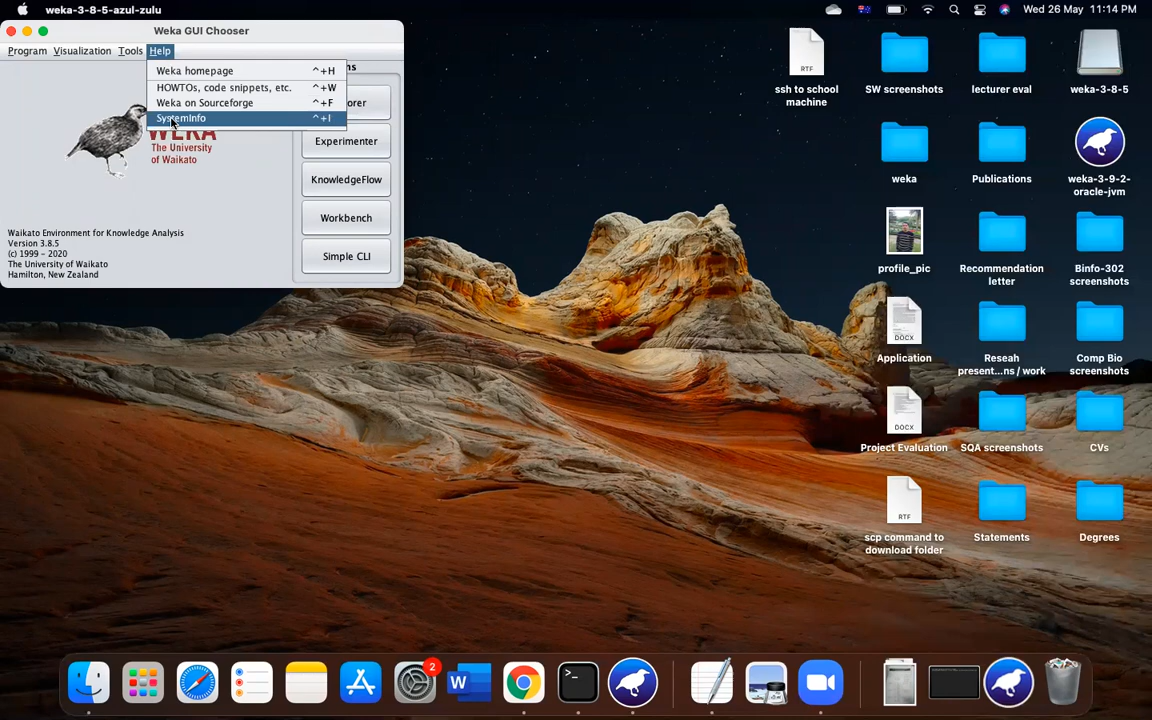 weka-3-8-5-azul-zulu
Wed 26 May 11:14 PM
Weka GUI Chooser
Program Visualization Tools Help
Weka homepage ^+H
HOWTOs, code snippets, etc. ^+W
Weka on Sourceforge ^+F
SystemInfo ^+I
ns
orer
Experimenter
KnowledgeFlow
Workbench
Simple CLI
WEKA
The University
of Waikato
Waikato Environment for Knowledge Analysis
Version 3.8.5
(c) 1999 - 2020
The University of Waikato
Hamilton, New Zealand
RTF
ssh to school
machine
SW screenshots
lecturer eval
weka-3-8-5
weka
Publications
weka-3-9-2-
oracle-jvm
profile_pic
Recommendation
letter
Binfo-302
screenshots
DOCX
Application
Reseah
present...ns / work
Comp Bio
screenshots
DOCX
Project Evaluation
SQA screenshots
CVs
RTF
scp command to
download folder
Statements
Degrees
2
W
>_